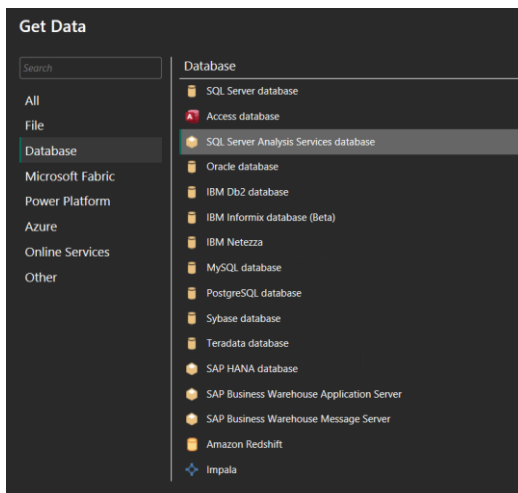 Get Data
Search
All
File
Database
Microsoft Fabric
Power Platform
Azure
Online Services
Other
Database
SQL Server database
Access database
SQL Server Analysis Services database
Oracle database
IBM Db2 database
IBM Informix database (Beta)
IBM Netezza
MySQL database
PostgreSQL database
Sybase database
Teradata database
SAP HANA database
SAP Business Warehouse Application Server
SAP Business Warehouse Message Server
Amazon Redshift
Impala